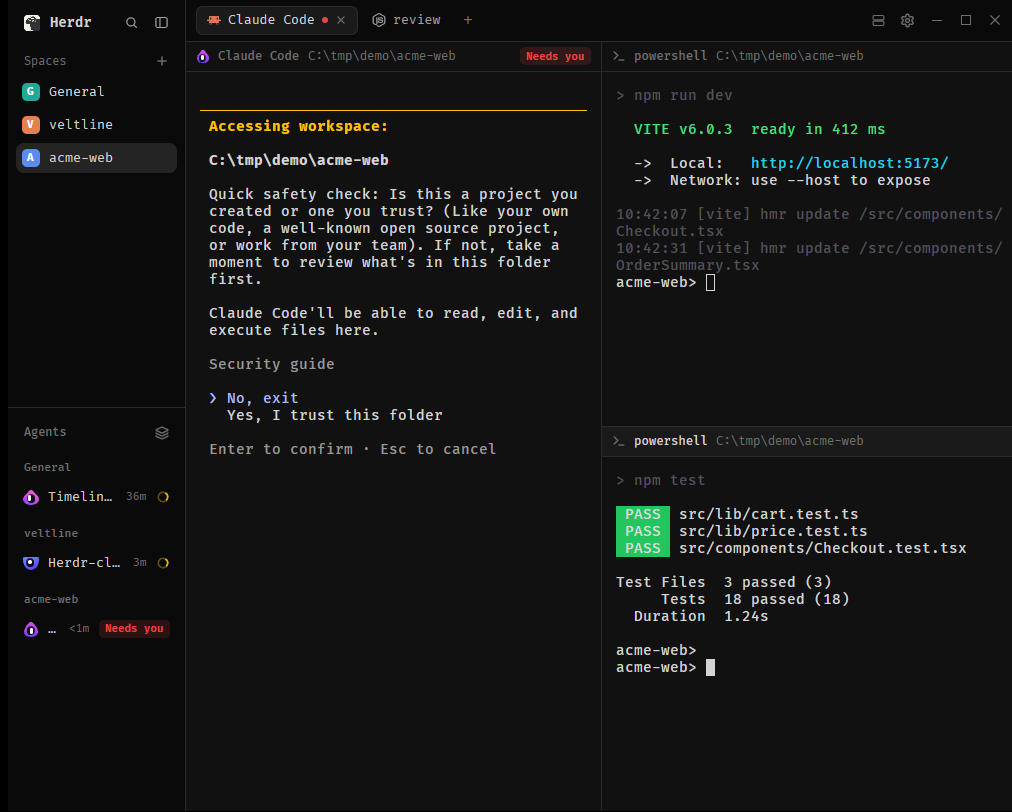 Herdr
Spaces
G General
V veltline
A acme-web
Agents
General
Timelin… 36m
veltline
Herdr-cl… 3m
acme-web
… <1m Needs you
Claude Code
review
Claude Code C:\tmp\demo\acme-web Needs you
Accessing workspace:
C:\tmp\demo\acme-web
Quick safety check: Is this a project you
created or one you trust? (Like your own
code, a well-known open source project,
or work from your team). If not, take a
moment to review what's in this folder
first.
Claude Code'll be able to read, edit, and
execute files here.
Security guide
❯ No, exit
Yes, I trust this folder
Enter to confirm · Esc to cancel
powershell C:\tmp\demo\acme-web
> npm run dev
VITE v6.0.3 ready in 412 ms
-> Local: http://localhost:5173/
-> Network: use --host to expose
10:42:07 [vite] hmr update /src/components/
Checkout.tsx
10:42:31 [vite] hmr update /src/components/
OrderSummary.tsx
acme-web>
powershell C:\tmp\demo\acme-web
> npm test
PASS src/lib/cart.test.ts
PASS src/lib/price.test.ts
PASS src/components/Checkout.test.tsx
Test Files 3 passed (3)
Tests 18 passed (18)
Duration 1.24s
acme-web>
acme-web>